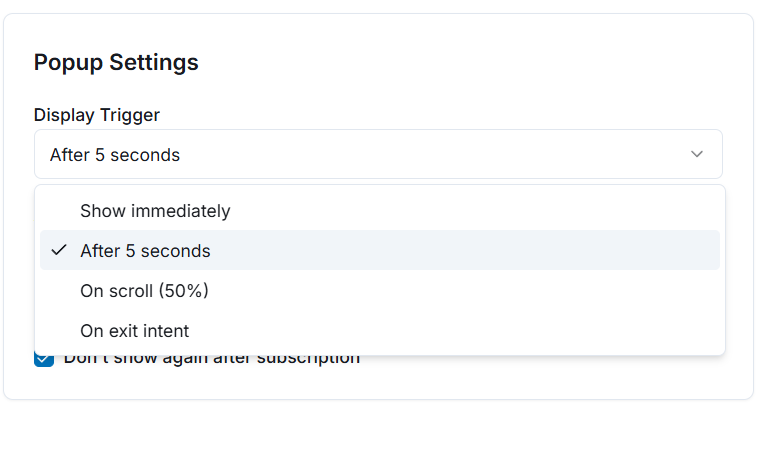 Popup Settings
Display Trigger
After 5 seconds
Show immediately
After 5 seconds
On scroll (50%)
On exit intent
Don't show again after subscription